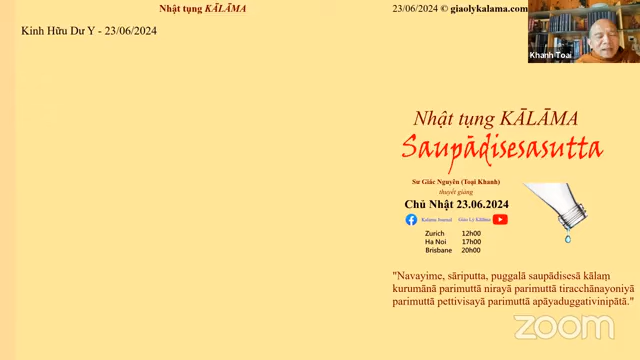 Nhật tụng KĀLĀMA
23/06/2024 © giaolykalama.com
Kinh Hữu Dư Y - 23/06/2024
Khanh Toai
Nhật tụng KĀLĀMA
Saupādisesasutta
Sư Giác Nguyên (Toại Khanh)
thuyết giảng
Chủ Nhật 23.06.2024
Kalama Journal Giáo Lý Kālāma
Zurich 12h00
Ha Noi 17h00
Brisbane 20h00
"Navayime, sāriputta, puggalā saupādisesā kālaṃ
kurumānā parimuttā nirayā parimuttā tiracchānayoniyā
parimuttā pettivisayā parimuttā apāyaduggativinipātā."
zoom